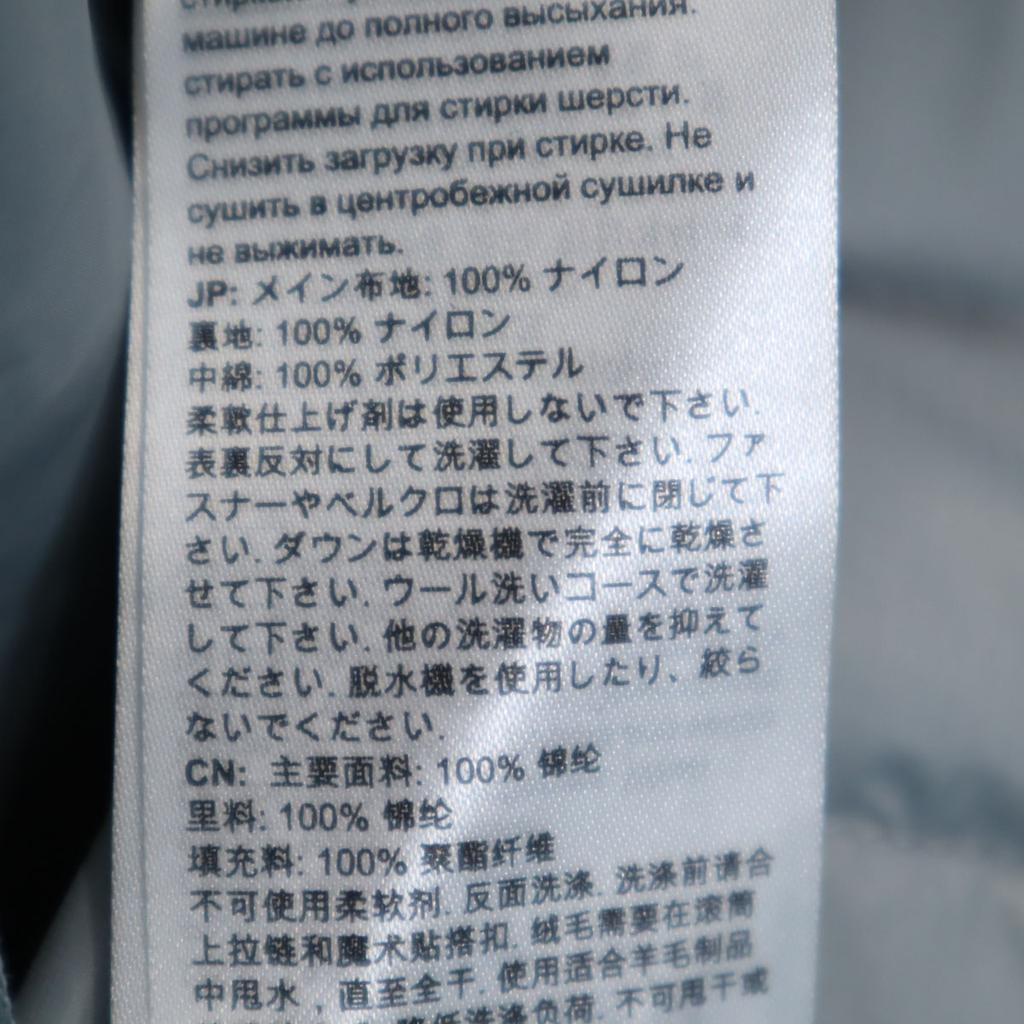 машине до полного высыхания.
стирать с использованием
программы для стирки шерсти.
Снизить загрузку при стирке. Не
сушить в центробежной сушилке и
не выжимать.
JP: メイン布地: 100% ナイロン
裏地: 100% ナイロン
中綿: 100% ポリエステル
柔軟仕上げ剤は使用しないで下さい.
表裏反対にして洗濯して下さい. ファ
スナーやベルクロは洗濯前に閉じて下
さい. ダウンは乾燥機で完全に乾燥さ
せて下さい. ウール洗いコースで洗濯
して下さい. 他の洗濯物の量を抑えて
ください. 脱水機を使用したり、絞ら
ないでください.
CN: 主要面料: 100% 锦纶
里料: 100% 锦纶
填充料: 100% 聚酯纤维
不可使用柔软剂. 反面洗涤. 洗涤前请合
上拉链和魔术贴搭扣. 绒毛需要在滚筒
中甩水，直至全干. 使用适合羊毛制品
降低洗涤负荷. 不可甩干或